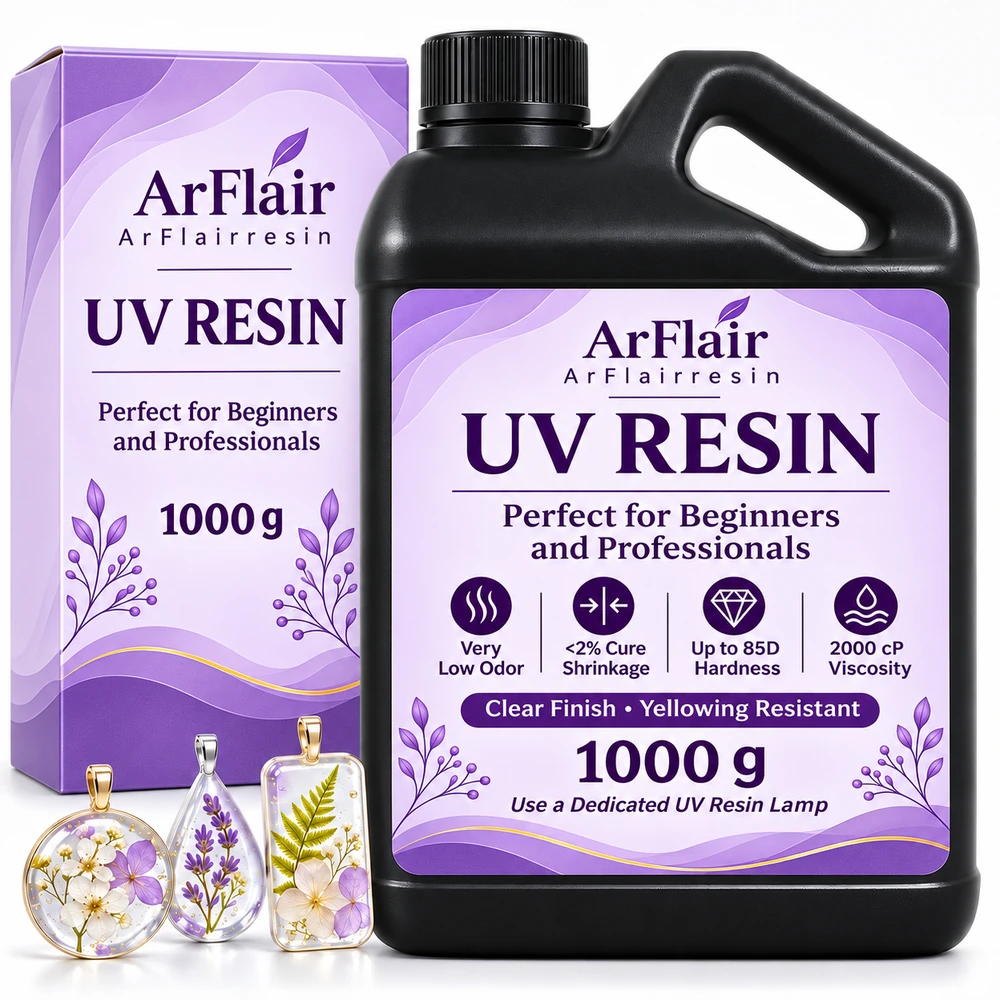 ArFlair
ArFlairresin
UV RESIN
Perfect for Beginners
and Professionals
1000 g
ArFlair
ArFlairresin
UV RESIN
Perfect for Beginners
and Professionals
Very
Low Odor
<2% Cure
Shrinkage
Up to 85D
Hardness
2000 cP
Viscosity
Clear Finish • Yellowing Resistant
1000 g
Use a Dedicated UV Resin Lamp